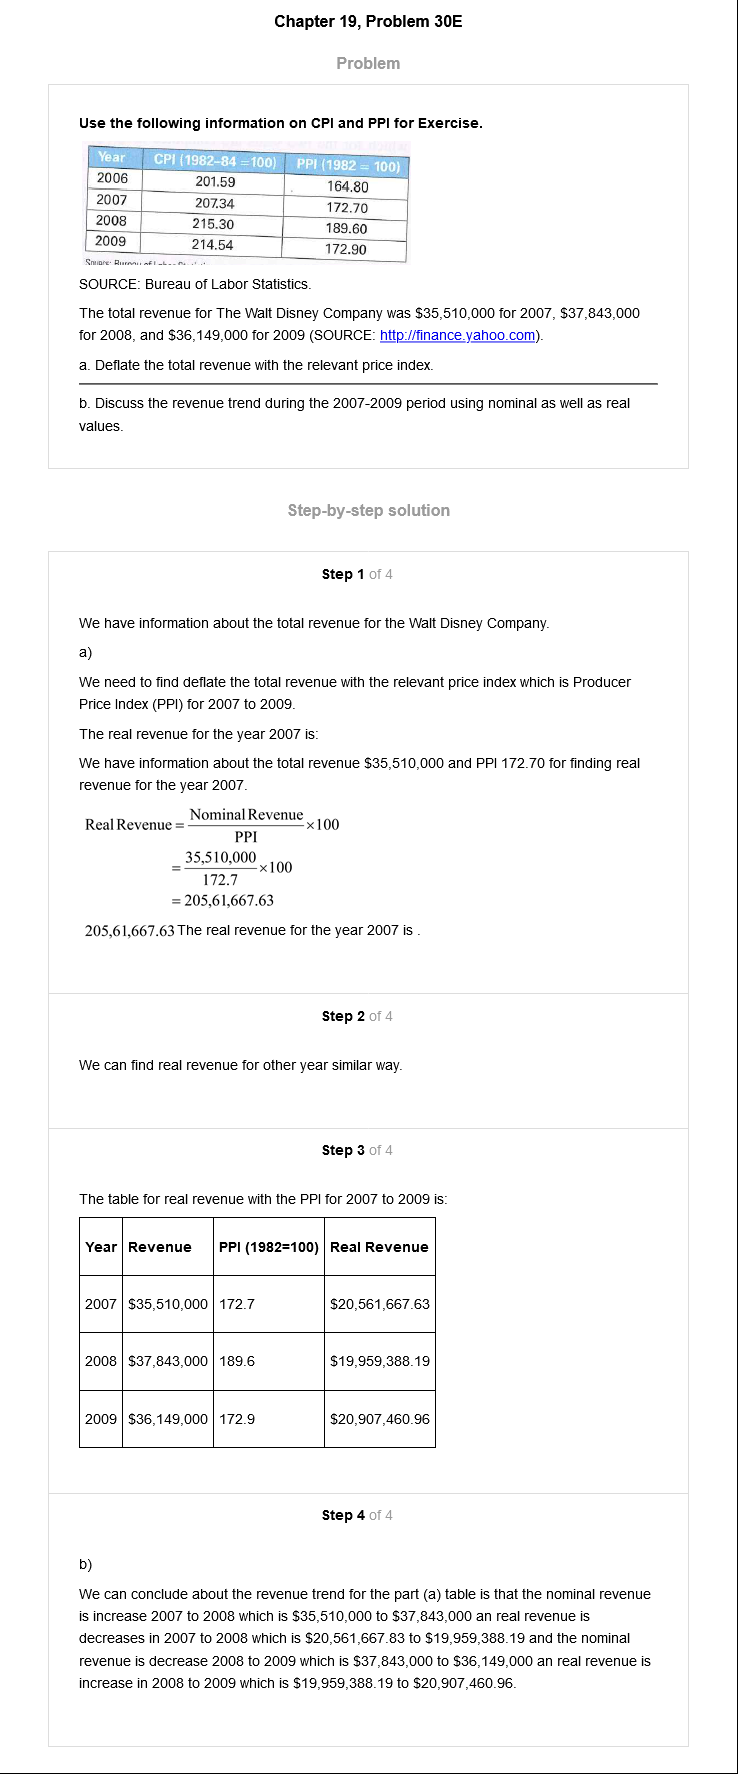 Chapter 19, Problem 30E
Problem
Use the following information on CPI and PPI for Exercise.
Year CPI (1982–84 =100) PPI (1982 = 100)
2006 201.59 164.80
2007 207.34 172.70
2008 215.30 189.60
2009 214.54 172.90
SOURCE: Bureau of Labor Statistics.
The total revenue for The Walt Disney Company was $35,510,000 for 2007, $37,843,000
for 2008, and $36,149,000 for 2009 (SOURCE: http://finance.yahoo.com).
a. Deflate the total revenue with the relevant price index.
b. Discuss the revenue trend during the 2007-2009 period using nominal as well as real
values.
Step-by-step solution
Step 1 of 4
We have information about the total revenue for the Walt Disney Company.
a)
We need to find deflate the total revenue with the relevant price index which is Producer
Price Index (PPI) for 2007 to 2009.
The real revenue for the year 2007 is:
We have information about the total revenue $35,510,000 and PPI 172.70 for finding real
revenue for the year 2007.
Real Revenue = Nominal Revenue / PPI ×100
= 35,510,000 / 172.7 ×100
= 205,61,667.63
205,61,667.63 The real revenue for the year 2007 is .
Step 2 of 4
We can find real revenue for other year similar way.
Step 3 of 4
The table for real revenue with the PPI for 2007 to 2009 is:
Year Revenue PPI (1982=100) Real Revenue
2007 $35,510,000 172.7 $20,561,667.63
2008 $37,843,000 189.6 $19,959,388.19
2009 $36,149,000 172.9 $20,907,460.96
Step 4 of 4
b)
We can conclude about the revenue trend for the part (a) table is that the nominal revenue
is increase 2007 to 2008 which is $35,510,000 to $37,843,000 an real revenue is
decreases in 2007 to 2008 which is $20,561,667.83 to $19,959,388.19 and the nominal
revenue is decrease 2008 to 2009 which is $37,843,000 to $36,149,000 an real revenue is
increase in 2008 to 2009 which is $19,959,388.19 to $20,907,460.96.